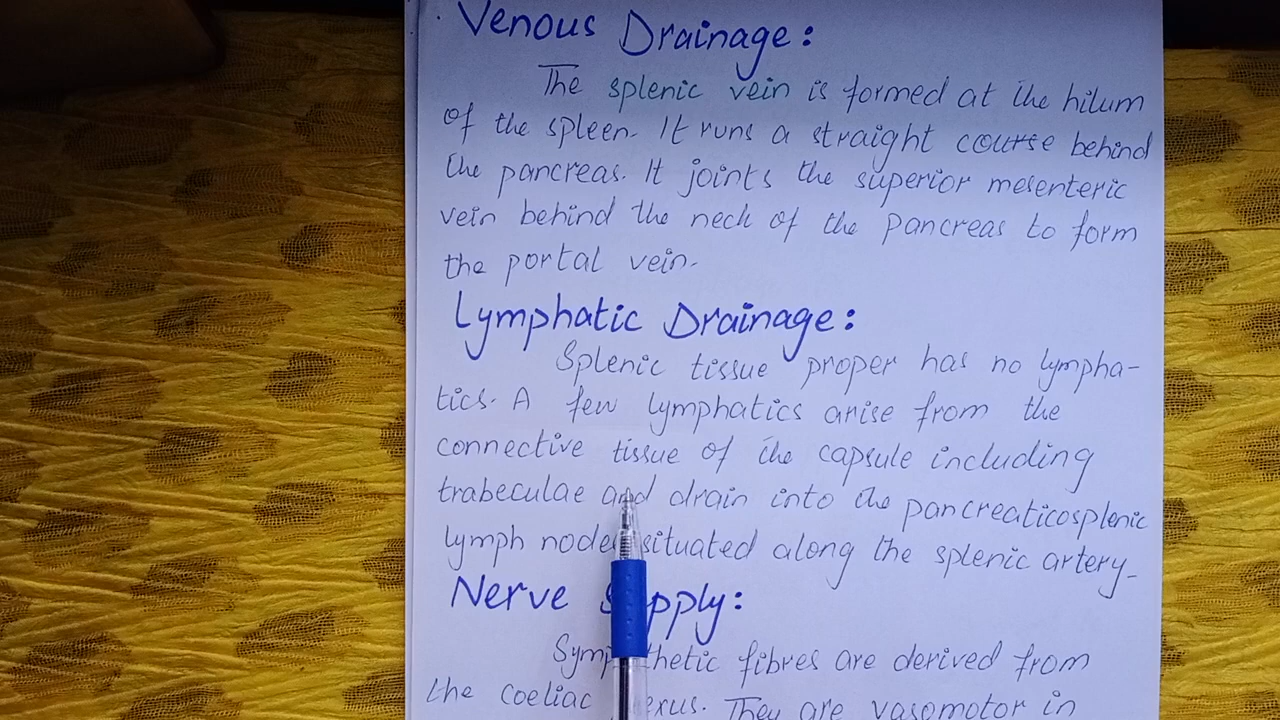 Venous Drainage:
The splenic vein is formed at the hilum
of the spleen. It runs a straight course behind
the pancreas. It joints the superior mesenteric
vein behind the neck of the pancreas to form
the portal vein.
Lymphatic Drainage:
Splenic tissue proper has no lympha-
tics. A few lymphatics arise from the
connective tissue of the capsule including
trabeculae and drain into the pancreaticosplenic
lymph node situated along the splenic artery.
Nerve Supply:
Sympathetic fibres are derived from
the coeliac plexus. They are vasomotor in